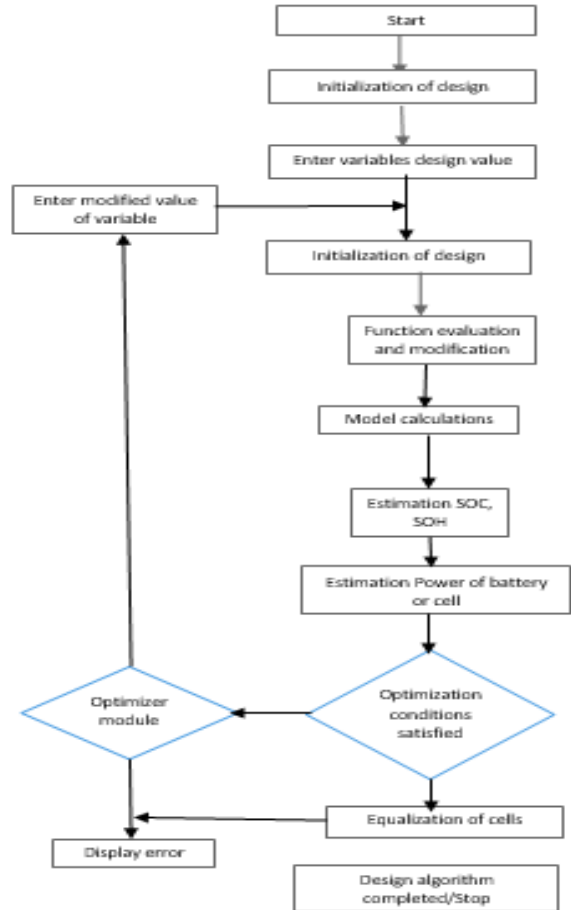 Start
Initialization of design
Enter variables design value
Enter modified value
of variable
Initialization of design
Function evaluation
and modification
Model calculations
Estimation SOC,
SOH
Estimation Power of battery
or cell
Optimizer
module
Optimization
conditions
satisfied
Equalization of cells
Display error
Design algorithm
completed/Stop